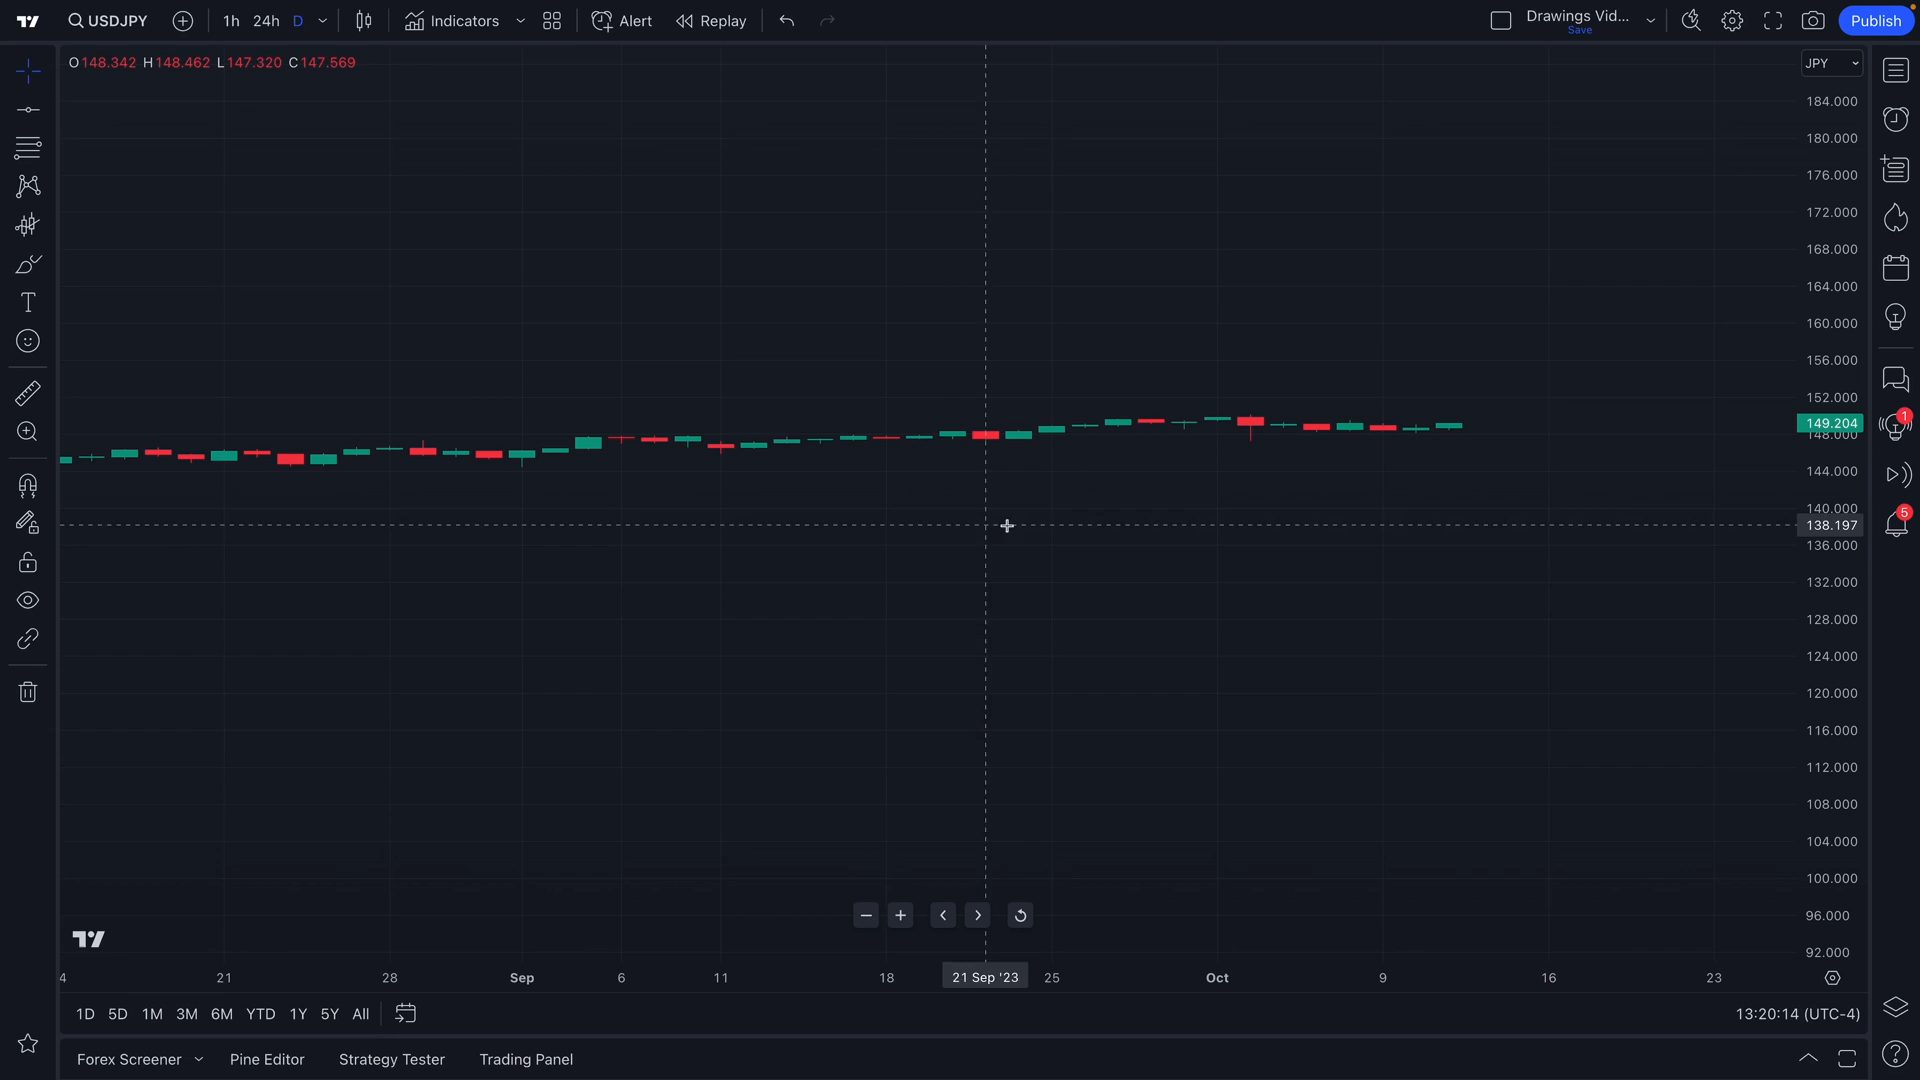 USDJPY
1h 24h D
Indicators
Alert
Replay
Drawings Vid...
Save
Publish
O148.342 H148.462 L147.320 C147.569
JPY
184.000
180.000
176.000
172.000
168.000
164.000
160.000
156.000
152.000
149.204
148.000
144.000
140.000
138.197
136.000
132.000
128.000
124.000
120.000
116.000
112.000
108.000
104.000
100.000
96.000
92.000
1
5
4 21 28 Sep 6 11 18 21 Sep '23 25 Oct 9 16 23
1D 5D 1M 3M 6M YTD 1Y 5Y All
13:20:14 (UTC-4)
Forex Screener Pine Editor Strategy Tester Trading Panel